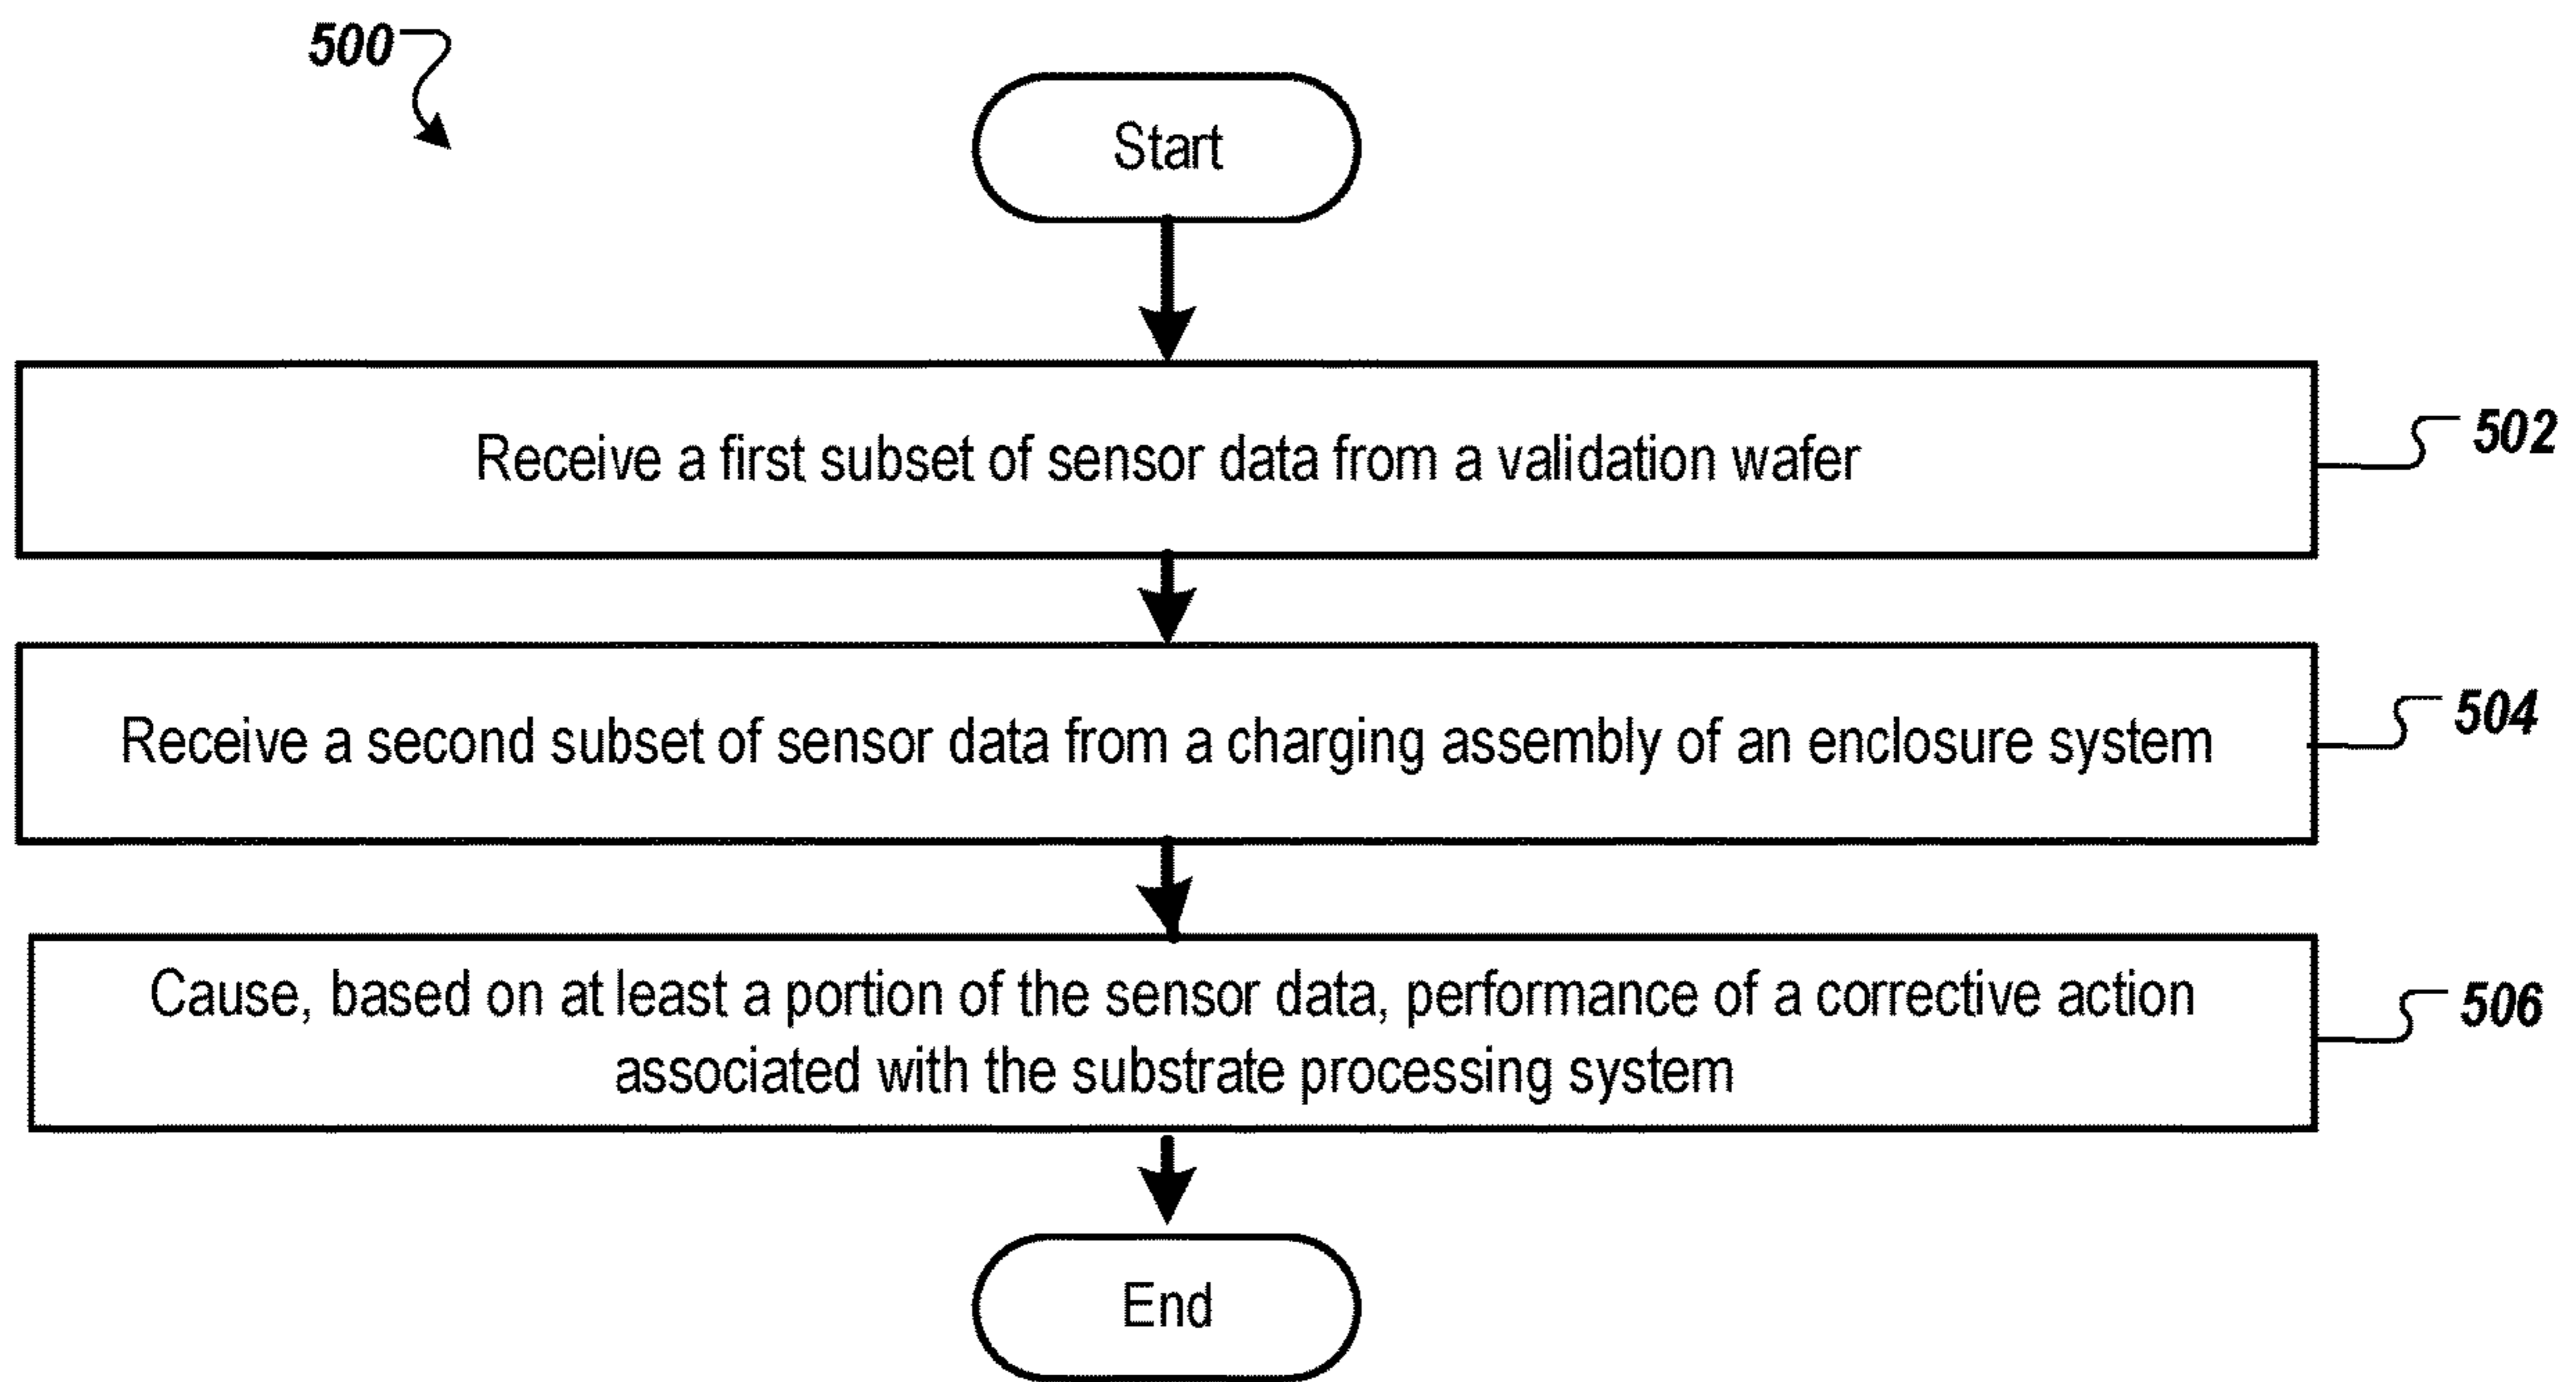 500
Start
Receive a first subset of sensor data from a validation wafer
502
Receive a second subset of sensor data from a charging assembly of an enclosure system
504
Cause, based on at least a portion of the sensor data, performance of a corrective action
associated with the substrate processing system
506
End